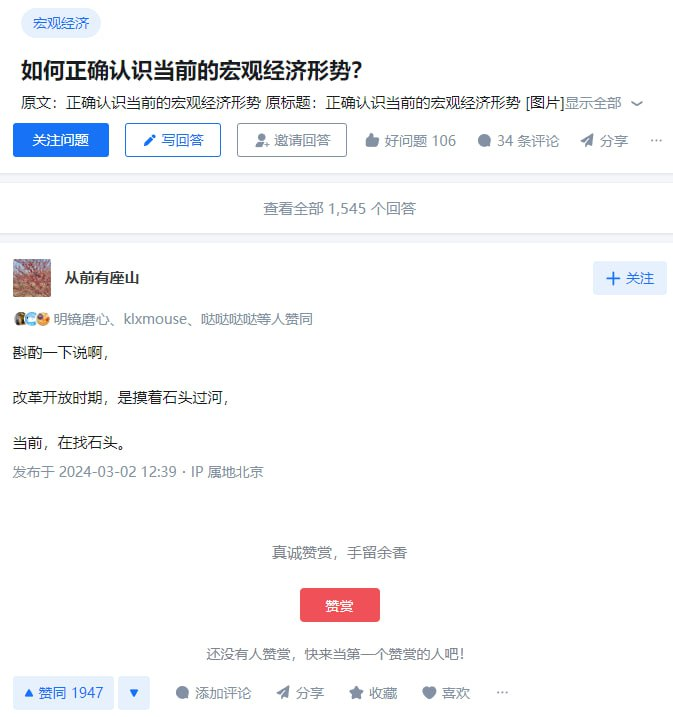 宏观经济
如何正确认识当前的宏观经济形势？
原文：正确认识当前的宏观经济形势 原标题：正确认识当前的宏观经济形势 [图片]显示全部
关注问题 写回答 邀请回答 好问题 106 34 条评论 分享 ...
查看全部 1,545 个回答
从前有座山 + 关注
明镜磨心、klxmouse、哒哒哒哒等人赞同
斟酌一下说啊，
改革开放时期，是摸着石头过河，
当前，在找石头。
发布于 2024-03-02 12:39 · IP 属地北京
真诚赞赏，手留余香
赞赏
还没有人赞赏，快来当第一个赞赏的人吧！
赞同 1947 添加评论 分享 收藏 喜欢 ...